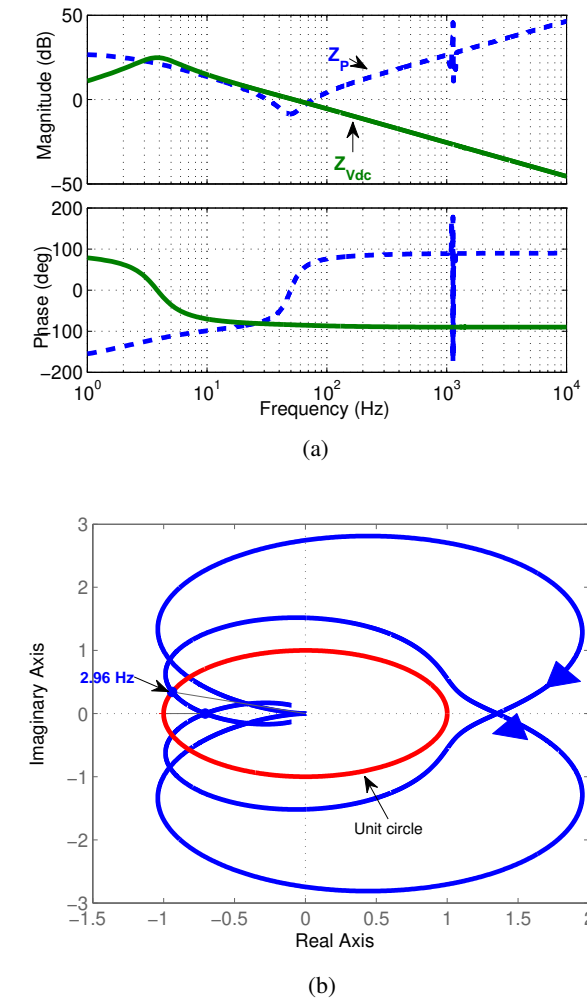 50
0
−50
Magnitude (dB)
Z_P
Z_Vdc
200
100
0
−100
−200
Phase (deg)
10^0
10^1
10^2
10^3
10^4
Frequency (Hz)
(a)
3
2
1
0
−1
−2
−3
Imaginary Axis
2.96 Hz
Unit circle
−1.5
−1
−0.5
0
0.5
1
1.5
2
Real Axis
(b)